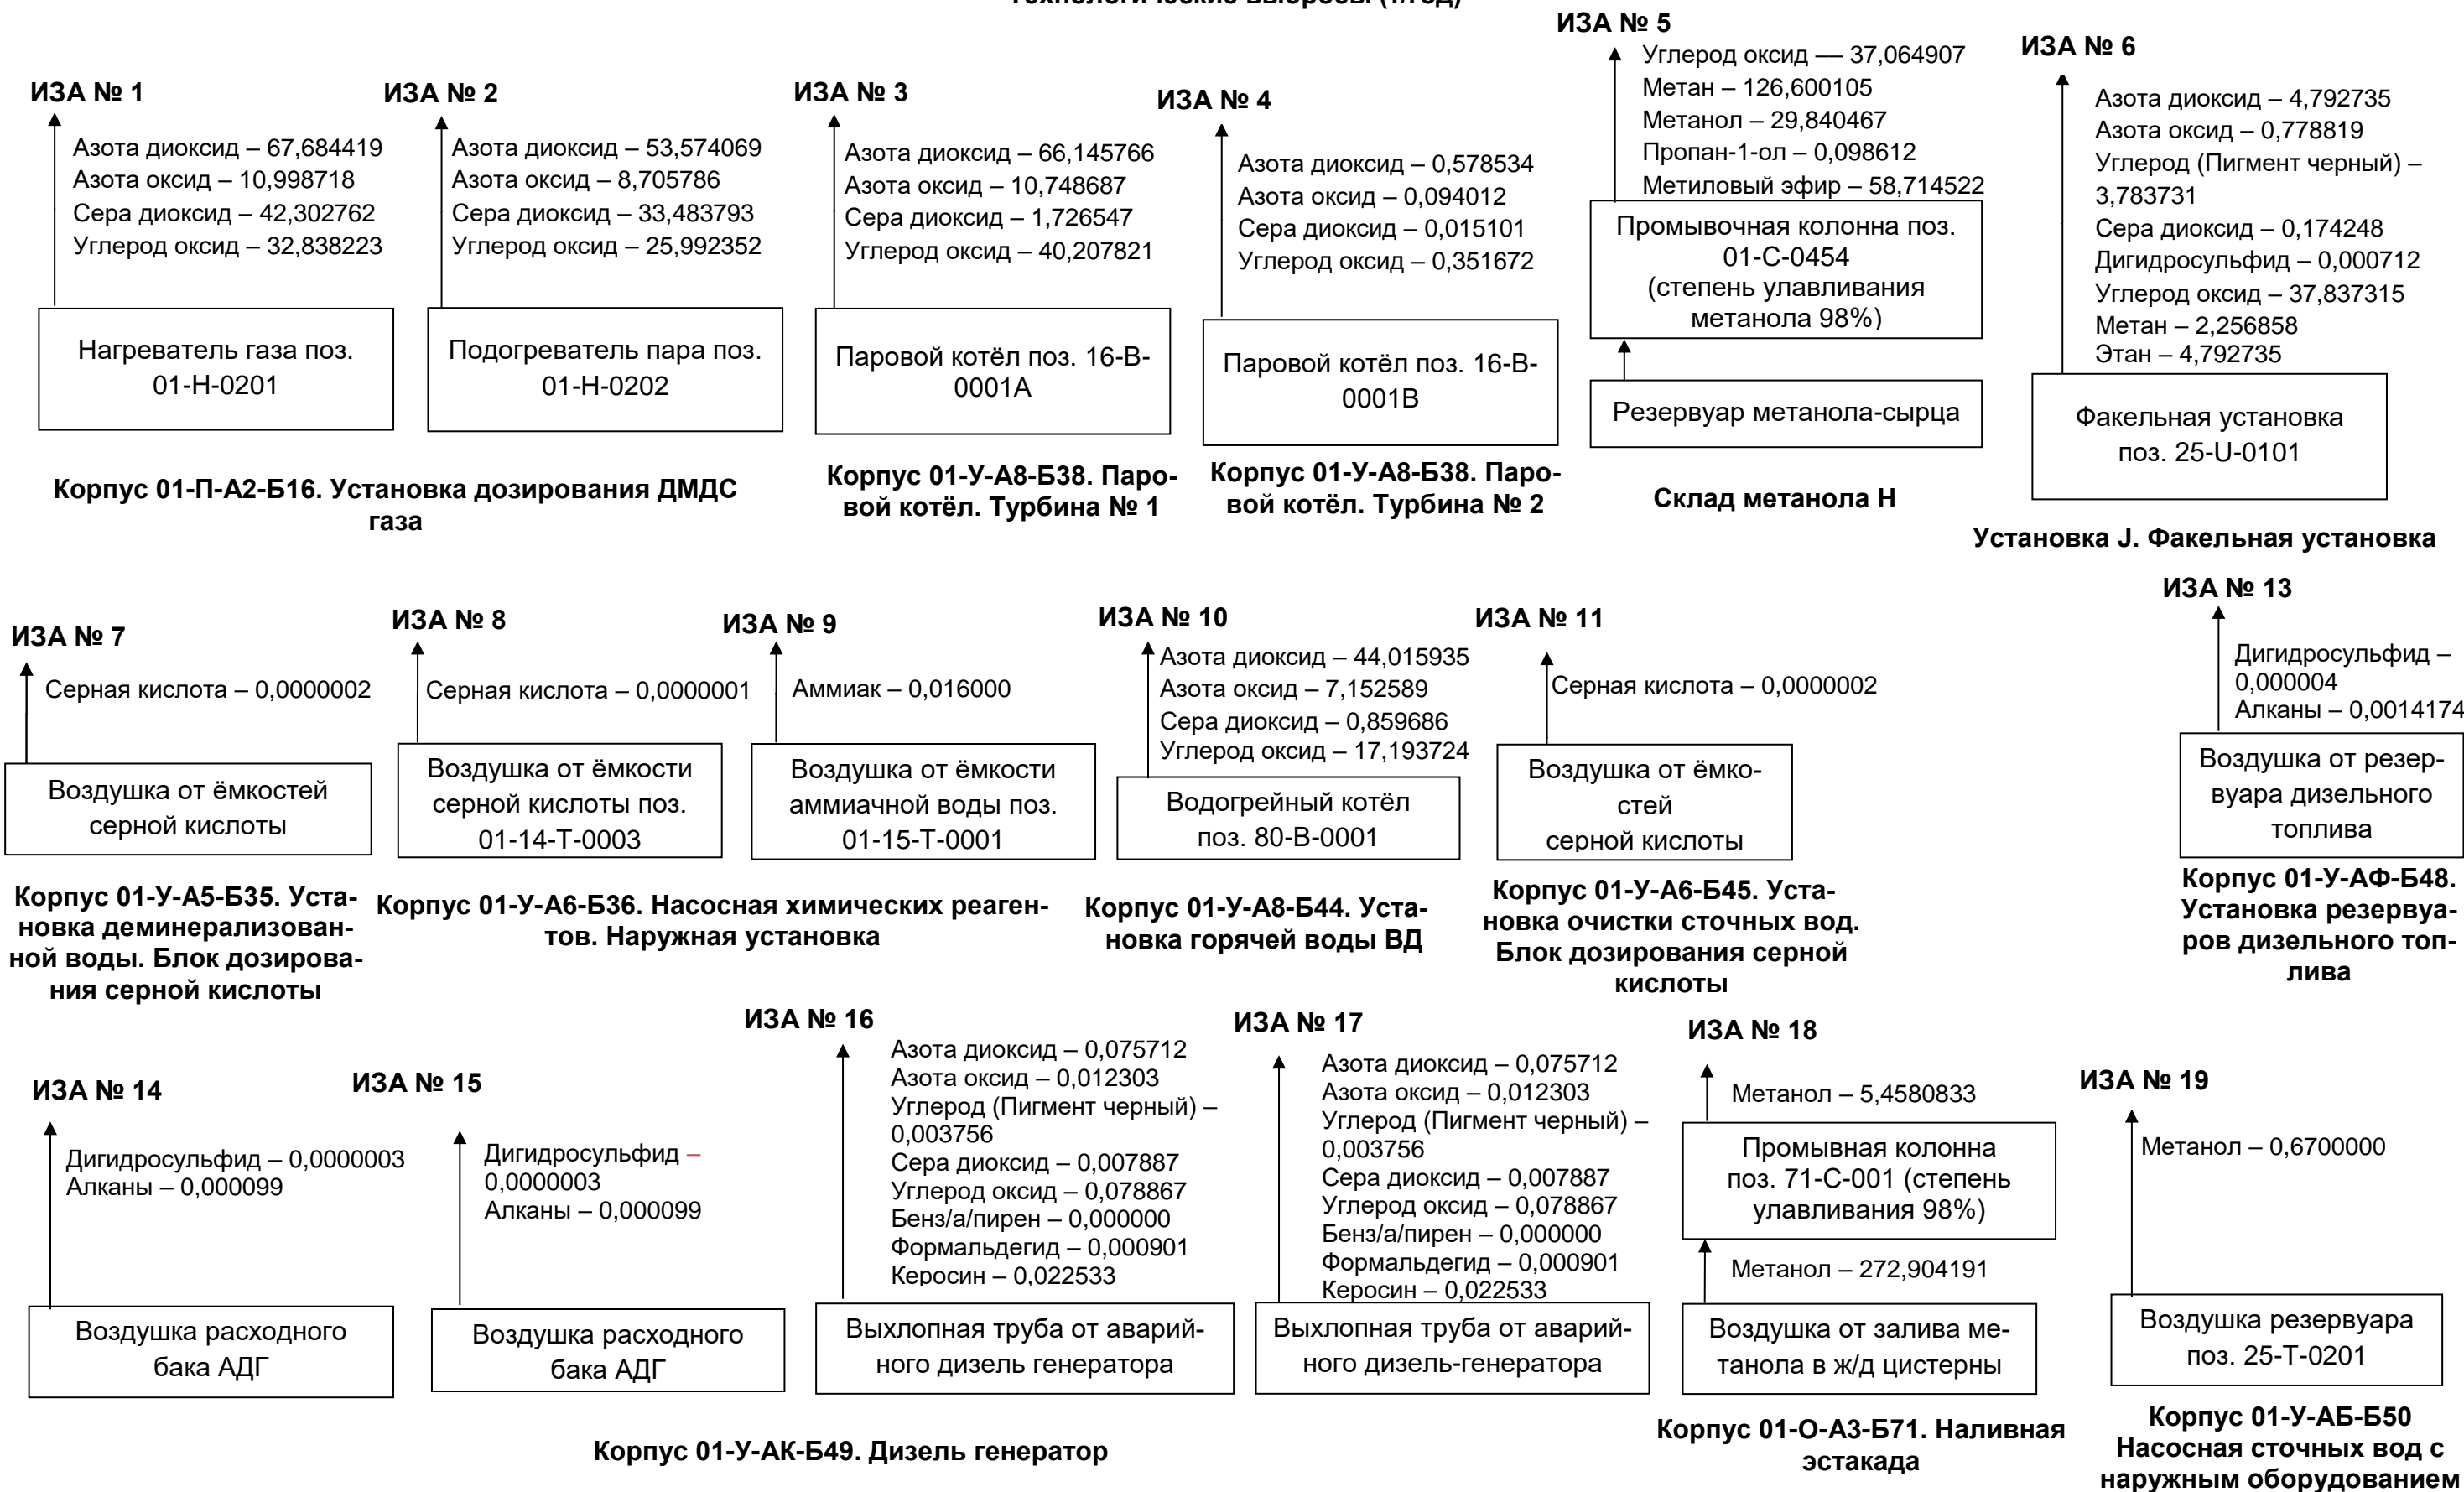 Технологические выбросы (т/год)
ИЗА № 1
Азота диоксид – 67,684419
Азота оксид – 10,998718
Сера диоксид – 42,302762
Углерод оксид – 32,838223
Нагреватель газа поз.
01-Н-0201
ИЗА № 2
Азота диоксид – 53,574069
Азота оксид – 8,705786
Сера диоксид – 33,483793
Углерод оксид – 25,992352
Подогреватель пара поз.
01-Н-0202
Корпус 01-П-А2-Б16. Установка дозирования ДМДС
газа
ИЗА № 3
Азота диоксид – 66,145766
Азота оксид – 10,748687
Сера диоксид – 1,726547
Углерод оксид – 40,207821
Паровой котёл поз. 16-В-
0001А
Корпус 01-У-А8-Б38. Паро-
вой котёл. Турбина № 1
ИЗА № 4
Азота диоксид – 0,578534
Азота оксид – 0,094012
Сера диоксид – 0,015101
Углерод оксид – 0,351672
Паровой котёл поз. 16-В-
0001В
Корпус 01-У-А8-Б38. Паро-
вой котёл. Турбина № 2
ИЗА № 5
Углерод оксид — 37,064907
Метан – 126,600105
Метанол – 29,840467
Пропан-1-ол – 0,098612
Метиловый эфир – 58,714522
Промывочная колонна поз.
01-С-0454
(степень улавливания
метанола 98%)
Резервуар метанола-сырца
Склад метанола Н
ИЗА № 6
Азота диоксид – 4,792735
Азота оксид – 0,778819
Углерод (Пигмент черный) –
3,783731
Сера диоксид – 0,174248
Дигидросульфид – 0,000712
Углерод оксид – 37,837315
Метан – 2,256858
Этан – 4,792735
Факельная установка
поз. 25-U-0101
Установка J. Факельная установка
ИЗА № 7
Серная кислота – 0,0000002
Воздушка от ёмкостей
серной кислоты
Корпус 01-У-А5-Б35. Уста-
новка деминерализован-
ной воды. Блок дозирова-
ния серной кислоты
ИЗА № 8
Серная кислота – 0,0000001
Воздушка от ёмкости
серной кислоты поз.
01-14-Т-0003
ИЗА № 9
Аммиак – 0,016000
Воздушка от ёмкости
аммиачной воды поз.
01-15-Т-0001
Корпус 01-У-А6-Б36. Насосная химических реаген-
тов. Наружная установка
ИЗА № 10
Азота диоксид – 44,015935
Азота оксид – 7,152589
Сера диоксид – 0,859686
Углерод оксид – 17,193724
Водогрейный котёл
поз. 80-В-0001
Корпус 01-У-А8-Б44. Уста-
новка горячей воды ВД
ИЗА № 11
Серная кислота – 0,0000002
Воздушка от ёмко-
стей
серной кислоты
Корпус 01-У-А6-Б45. Уста-
новка очистки сточных вод.
Блок дозирования серной
кислоты
ИЗА № 13
Дигидросульфид –
0,000004
Алканы – 0,0014174
Воздушка от резер-
вуара дизельного
топлива
Корпус 01-У-АФ-Б48.
Установка резервуа-
ров дизельного топ-
лива
ИЗА № 14
Дигидросульфид – 0,0000003
Алканы – 0,000099
Воздушка расходного
бака АДГ
ИЗА № 15
Дигидросульфид –
0,0000003
Алканы – 0,000099
Воздушка расходного
бака АДГ
ИЗА № 16
Азота диоксид – 0,075712
Азота оксид – 0,012303
Углерод (Пигмент черный) –
0,003756
Сера диоксид – 0,007887
Углерод оксид – 0,078867
Бенз/а/пирен – 0,000000
Формальдегид – 0,000901
Керосин – 0,022533
Выхлопная труба от аварий-
ного дизель генератора
ИЗА № 17
Азота диоксид – 0,075712
Азота оксид – 0,012303
Углерод (Пигмент черный) –
0,003756
Сера диоксид – 0,007887
Углерод оксид – 0,078867
Бенз/а/пирен – 0,000000
Формальдегид – 0,000901
Керосин – 0,022533
Выхлопная труба от аварий-
ного дизель-генератора
Корпус 01-У-АК-Б49. Дизель генератор
ИЗА № 18
Метанол – 5,4580833
Промывная колонна
поз. 71-С-001 (степень
улавливания 98%)
Метанол – 272,904191
Воздушка от залива ме-
танола в ж/д цистерны
Корпус 01-О-А3-Б71. Наливная
эстакада
ИЗА № 19
Метанол – 0,6700000
Воздушка резервуара
поз. 25-Т-0201
Корпус 01-У-АБ-Б50
Насосная сточных вод с
наружным оборудованием